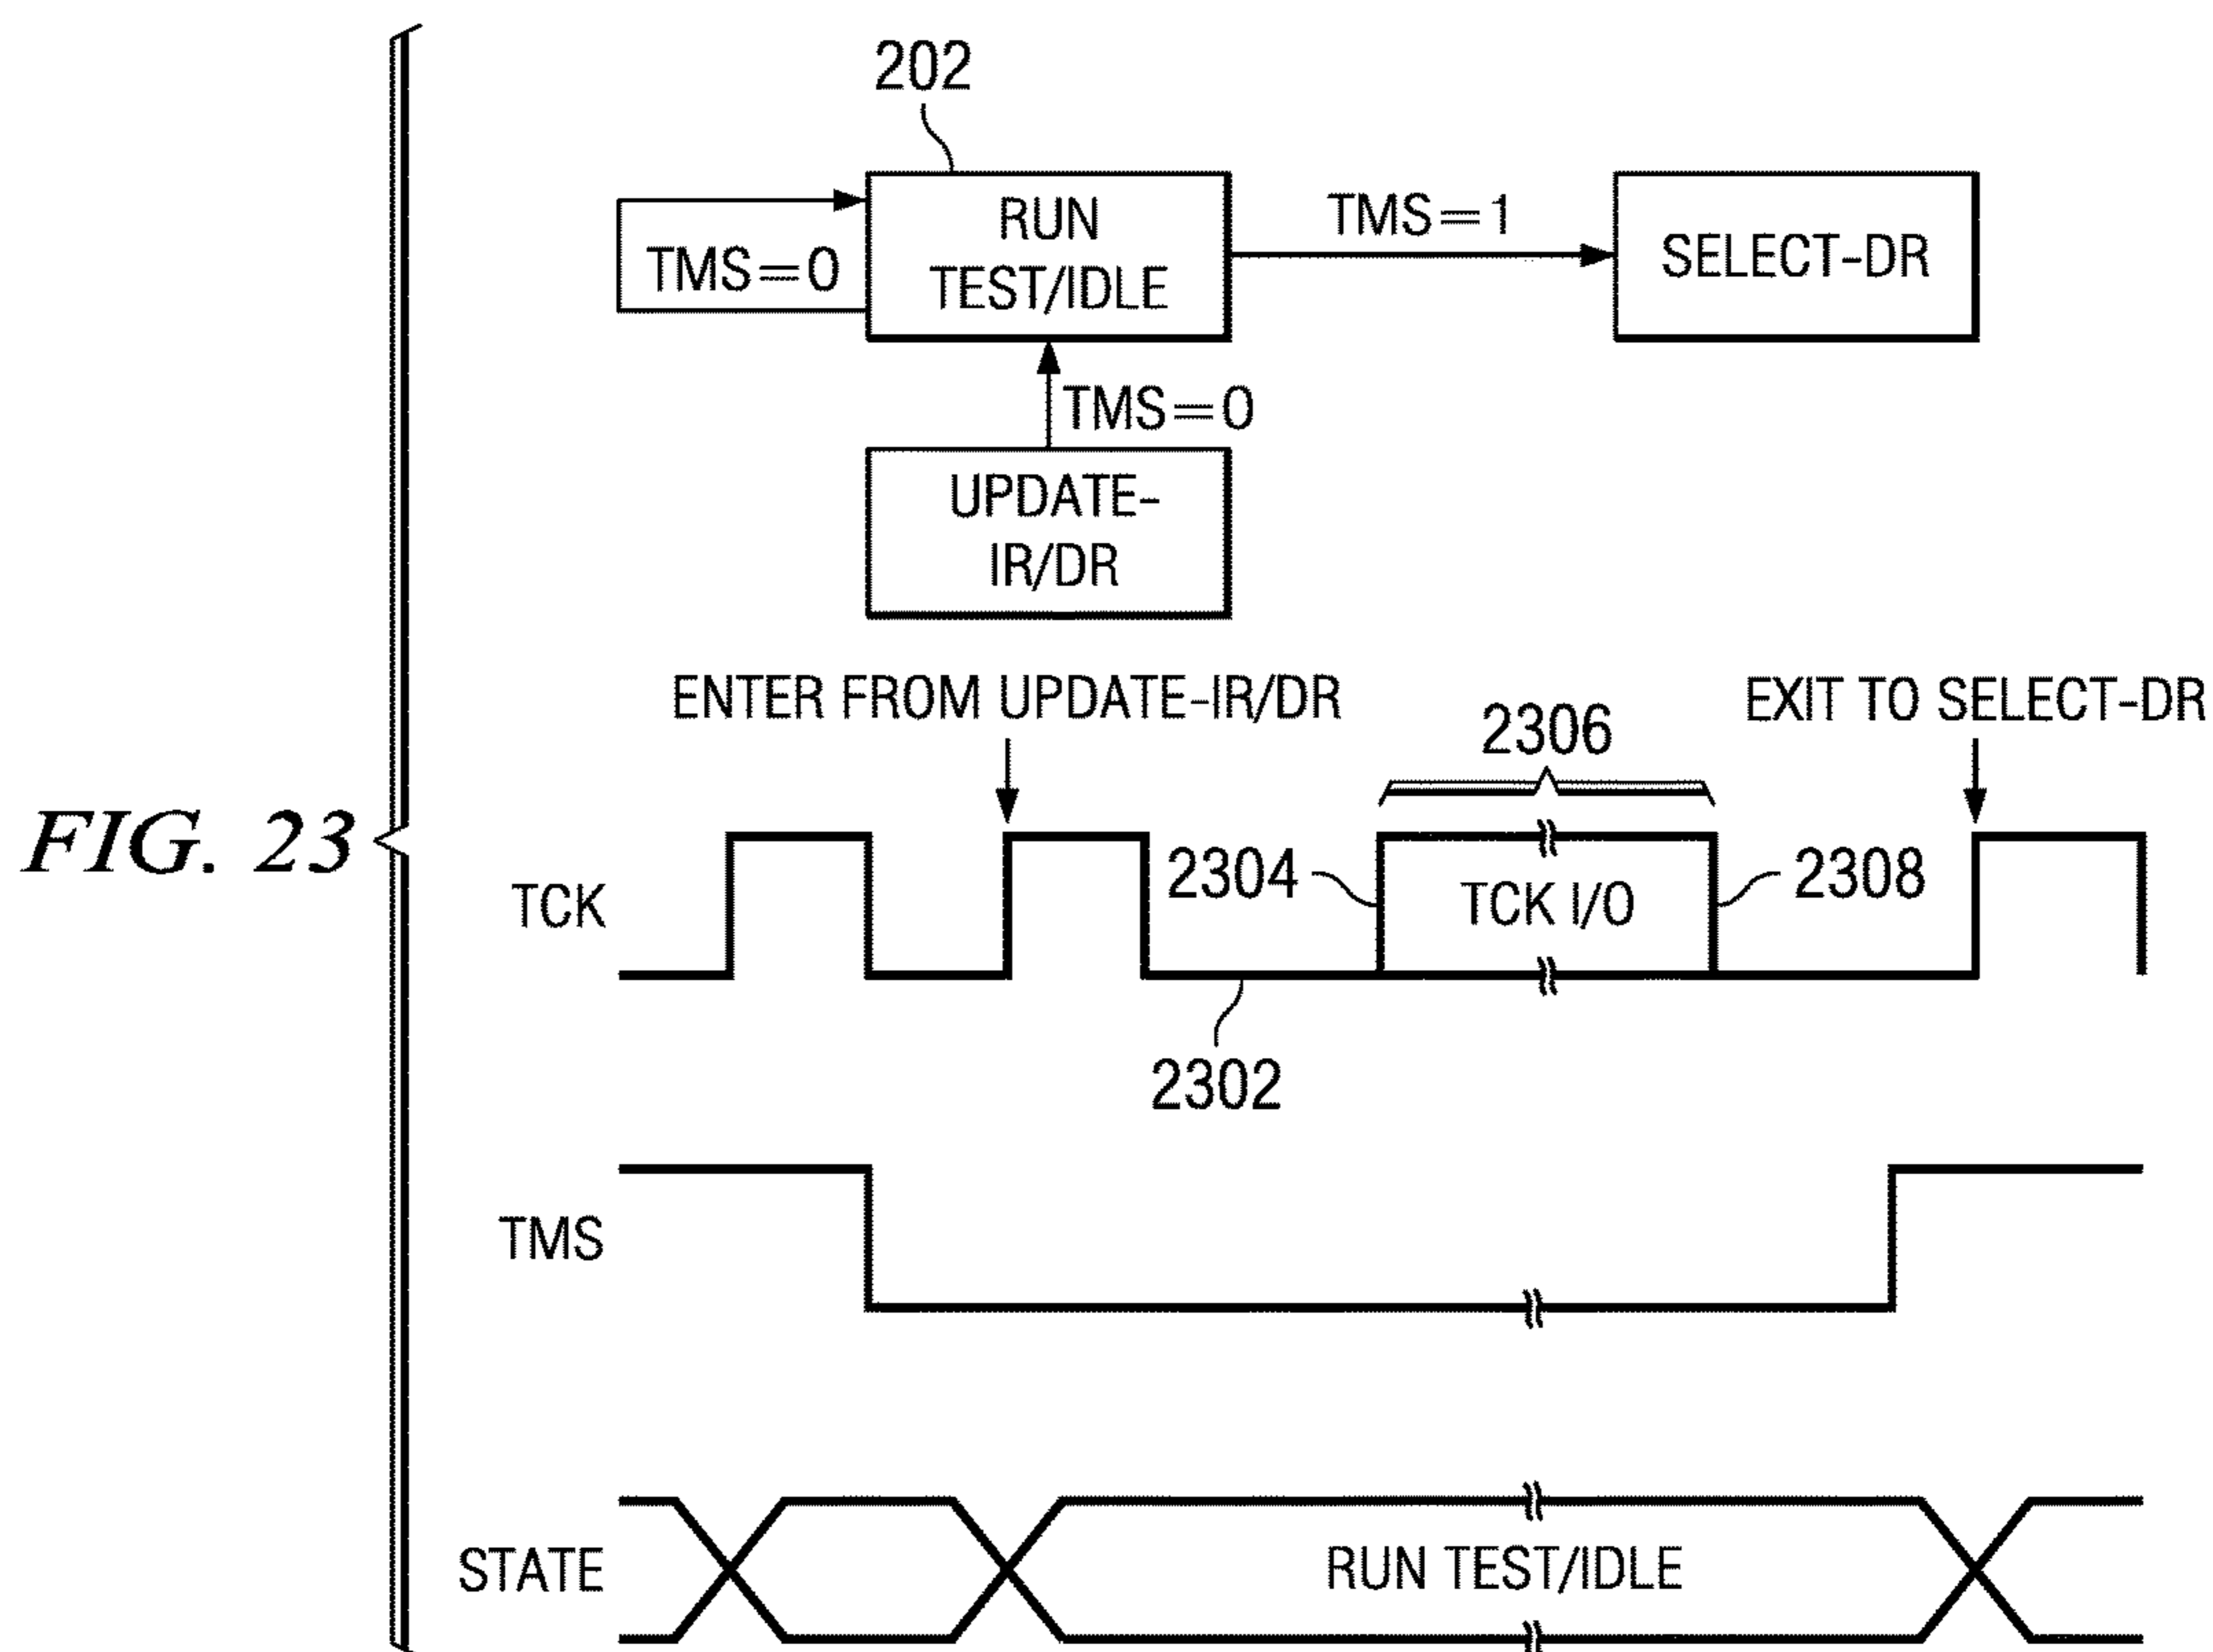 202
RUN
TEST/IDLE
TMS=0
TMS=1
SELECT-DR
TMS=0
UPDATE-
IR/DR
ENTER FROM UPDATE-IR/DR
2306
EXIT TO SELECT-DR
FIG. 23
TCK
2304
TCK I/O
2308
2302
TMS
STATE
RUN TEST/IDLE